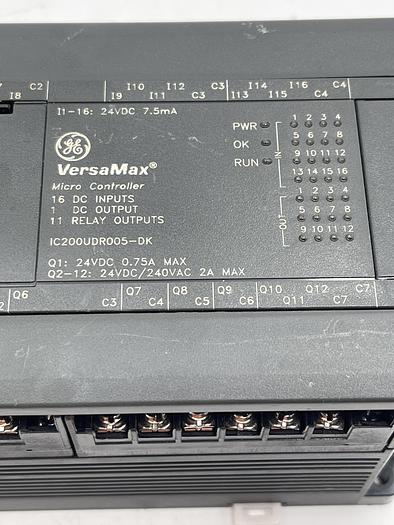 C2 I10 I12 C3 I14 I16 C4
I8 I9 I11 C3 I13 I15 C4
I1-16: 24VDC 7.5mA
GE
VersaMax®
Micro Controller
16 DC INPUTS
1 DC OUTPUT
11 RELAY OUTPUTS
IC200UDR005-DK
Q1: 24VDC 0.75A MAX
Q2-12: 24VDC/240VAC 2A MAX
PWR
OK
RUN
IN
1 2 3 4
5 6 7 8
9 10 11 12
13 14 15 16
OUT
1 2 3 4
5 6 7 8
9 10 11 12
Q6 Q7 Q8 Q9 Q10 Q12 C7
C3 C4 C5 C6 Q11 C7